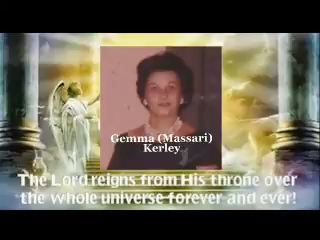 Gemma (Massari)
Kerley
The Lord reigns from His throne over
the whole universe forever and ever!